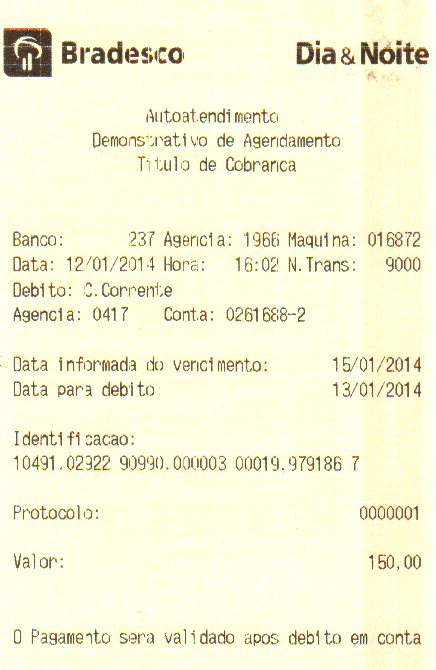 Bradesco Dia & Noite
Autoatendimento
Demonstrativo de Agendamento
Titulo de Cobranca
Banco: 237 Agencia: 1966 Maquina: 016872
Data: 12/01/2014 Hora: 16:02 N.Trans: 9000
Debito: C.Corrente
Agencia: 0417 Conta: 0261688-2
Data informada do vencimento: 15/01/2014
Data para debito 13/01/2014
Identificacao:
10491.02922 90990.000003 00019.979186 7
Protocolo: 0000001
Valor: 150,00
O Pagamento sera validado apos debito em conta